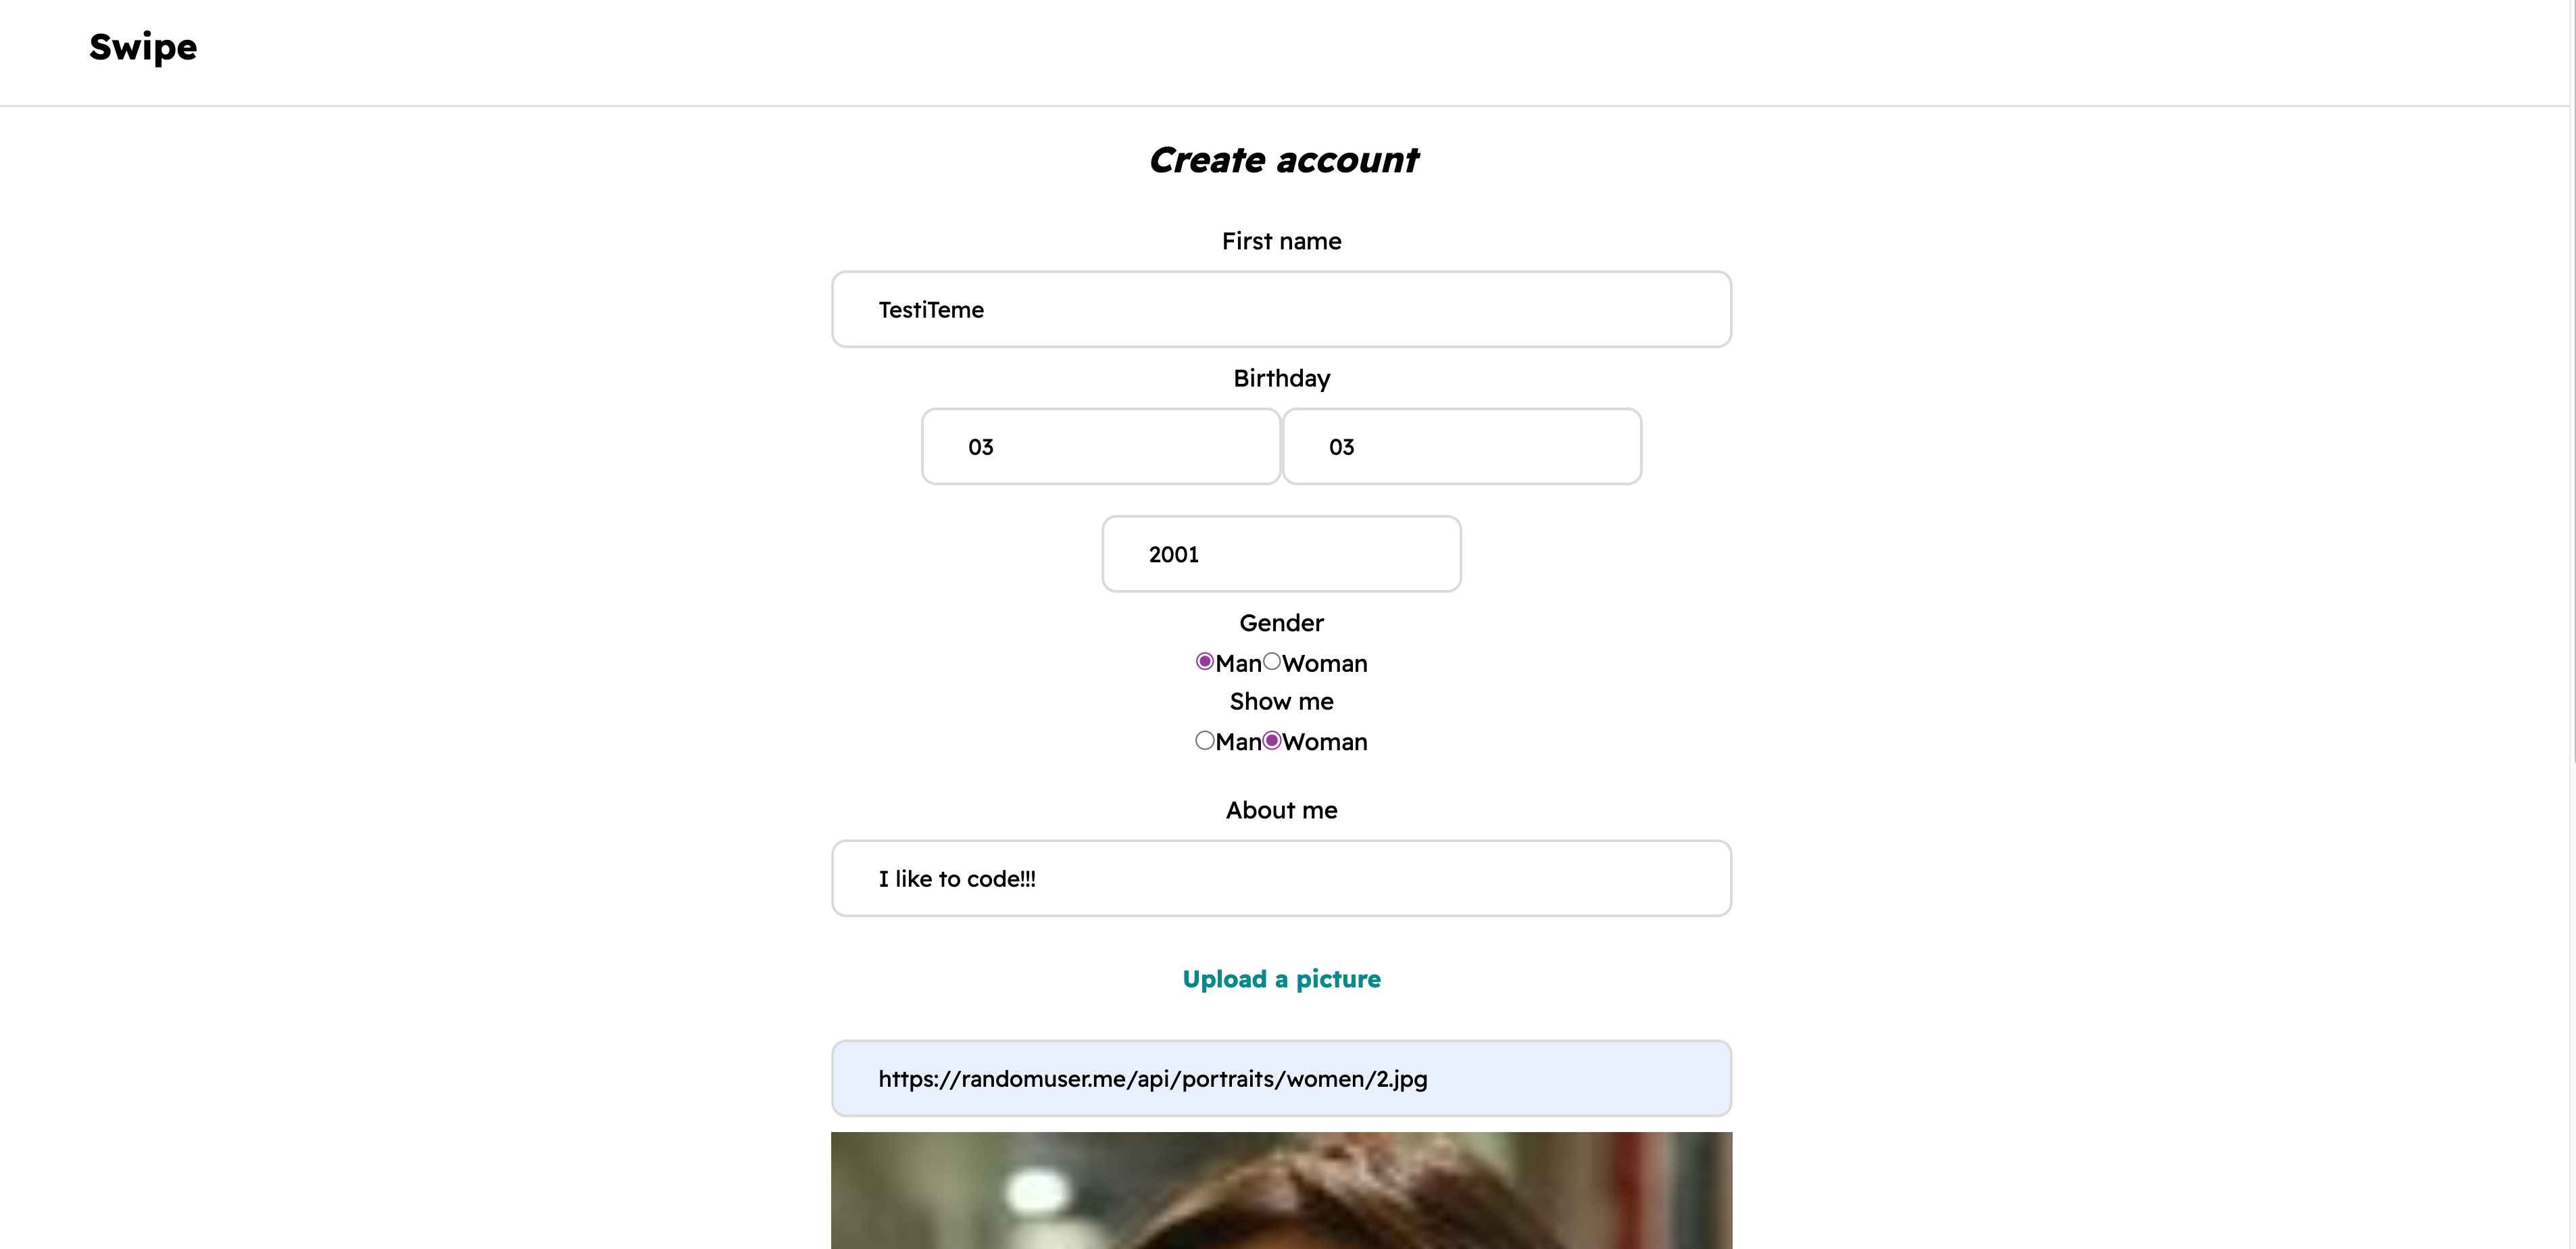 Swipe
Create account
First name
TestiTeme
Birthday
03 03
2001
Gender
Man Woman
Show me
Man Woman
About me
I like to code!!!
Upload a picture
https://randomuser.me/api/portraits/women/2.jpg